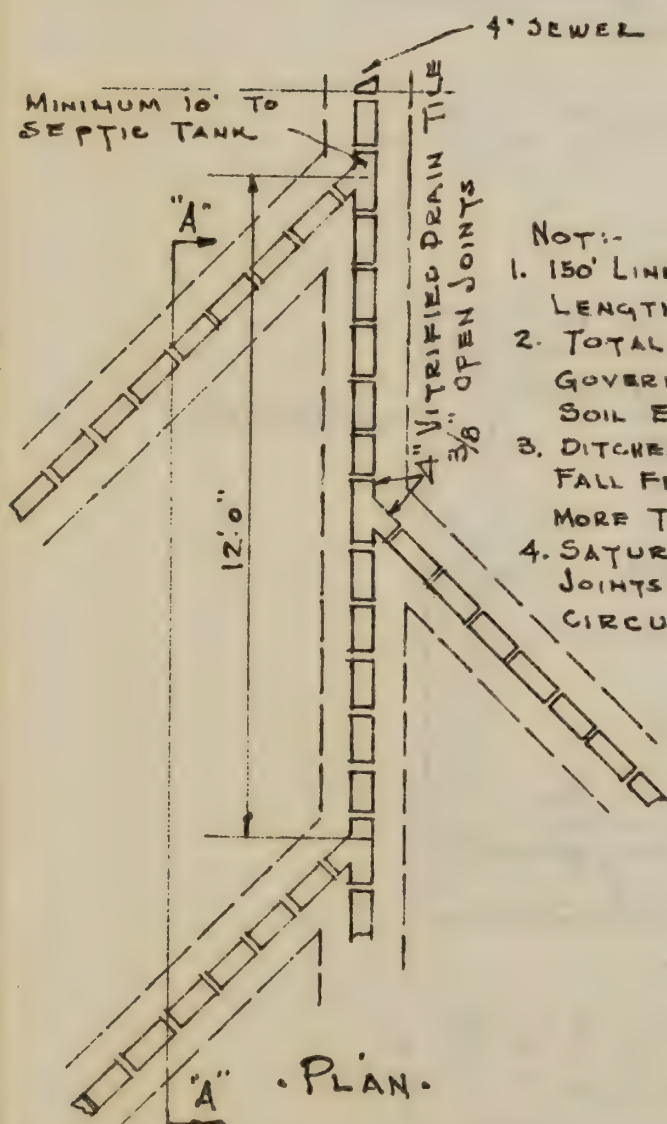 4" SEWER
MINIMUM 10' TO
SEPTIC TANK
"A"
4" VITRIFIED DRAIN TILE
3/8" OPEN JOINTS
12'.0"
NOT:-
1. 150' LIN
LENGTH
2. TOTAL
GOVER
SOIL
3. DITCHE
FALL
MORE T
4. SATUR
JOINTS
CIRCU
"A"
. PLAN .